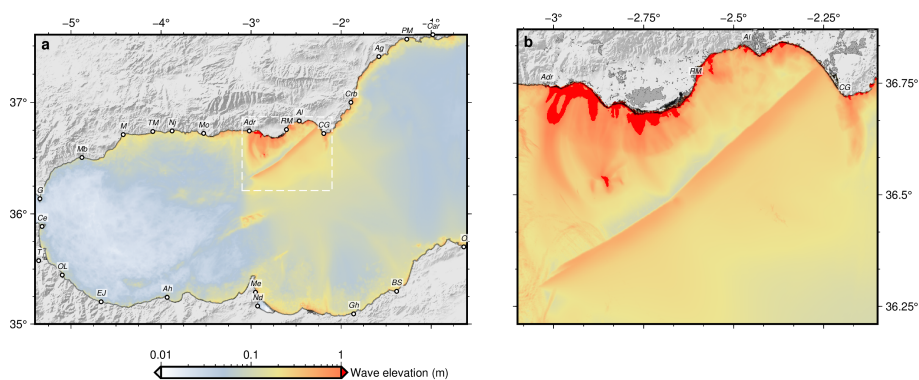 −5° −4° −3° −2° −1°
−3° −2.75° −2.5° −2.25°
a
b
PM Car
Ag
Al
37°
Crb
RM
36.75°
Adr
M TM Nj Mo Adr RM Al CG
CG
Mb
36.5°
G
36°
Ce
O
T
OL
36.25°
EJ Ah Me BS
Nd
Gh
35°
0.01 0.1 1
Wave elevation (m)